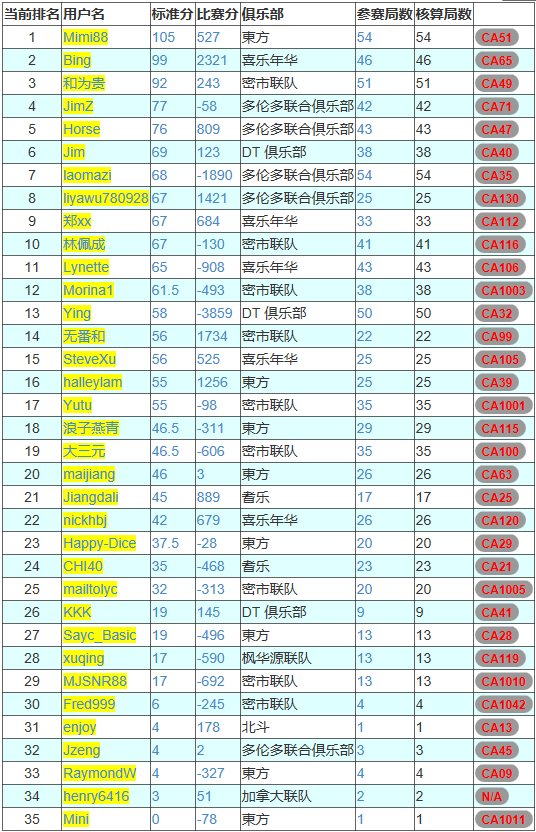 当前排名 用户名 标准分 比赛分 俱乐部 参赛局数 核算局数
1 Mimi88 105 527 東方 54 54 CA51
2 Bing 99 2321 喜乐年华 46 46 CA65
3 和为贵 92 243 密市联队 51 51 CA49
4 JimZ 77 -58 多伦多联合俱乐部 42 42 CA71
5 Horse 76 809 多伦多联合俱乐部 43 43 CA47
6 Jim 69 123 DT 俱乐部 38 38 CA40
7 laomazi 68 -1890 多伦多联合俱乐部 54 54 CA35
8 liyawu780928 67 1421 多伦多联合俱乐部 25 25 CA130
9 郑xx 67 684 喜乐年华 33 33 CA112
10 林佩成 67 -130 密市联队 41 41 CA116
11 Lynette 65 -908 喜乐年华 43 43 CA106
12 Morina1 61.5 -493 密市联队 38 38 CA1003
13 Ying 58 -3859 DT 俱乐部 50 50 CA32
14 无番和 56 1734 密市联队 22 22 CA99
15 SteveXu 56 525 喜乐年华 25 25 CA105
16 halleylam 55 1256 東方 25 25 CA39
17 Yutu 55 -98 密市联队 35 35 CA1001
18 浪子燕青 46.5 -311 東方 29 29 CA115
19 大三元 46.5 -606 密市联队 35 35 CA100
20 maijiang 46 3 東方 26 26 CA63
21 Jiangdali 45 889 耆乐 17 17 CA25
22 nickhbj 42 679 喜乐年华 26 26 CA120
23 Happy-Dice 37.5 -28 東方 20 20 CA29
24 CHI40 35 -468 耆乐 23 23 CA21
25 mailtolyc 32 -313 密市联队 20 20 CA1005
26 KKK 19 145 DT 俱乐部 9 9 CA41
27 Sayc_Basic 19 -496 東方 13 13 CA28
28 xuqing 17 -590 枫华源联队 13 13 CA119
29 MJSNR88 17 -692 密市联队 13 13 CA1010
30 Fred999 6 -245 密市联队 4 4 CA1042
31 enjoy 4 178 北斗 1 1 CA13
32 Jzeng 4 2 多伦多联合俱乐部 3 3 CA45
33 RaymondW 4 -327 東方 4 4 CA09
34 henry6416 3 51 加拿大联队 2 2 N/A
35 Mini 0 -78 東方 1 1 CA1011